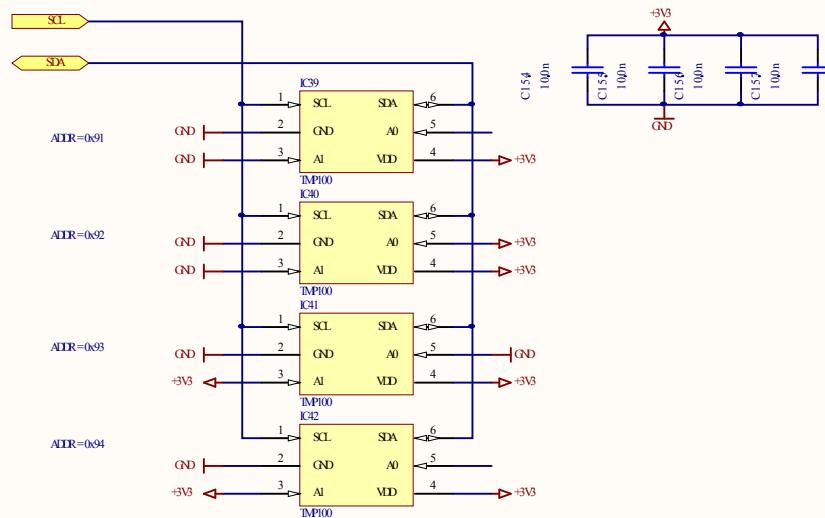 SCL
SDA
+3V3
C154
100n
C155
100n
C156
100n
C157
100n
GND
ADDR=0x91
IC39
1 SCL SDA 6
GND 2 GND A0 5
GND 3 A1 VDD 4 +3V3
TMP100
ADDR=0x92
IC40
1 SCL SDA 6
GND 2 GND A0 5 +3V3
GND 3 A1 VDD 4 +3V3
TMP100
ADDR=0x93
IC41
1 SCL SDA 6
GND 2 GND A0 5 GND
+3V3 3 A1 VDD 4 +3V3
TMP100
ADDR=0x94
IC42
1 SCL SDA 6
GND 2 GND A0 5
+3V3 3 A1 VDD 4 +3V3
TMP100